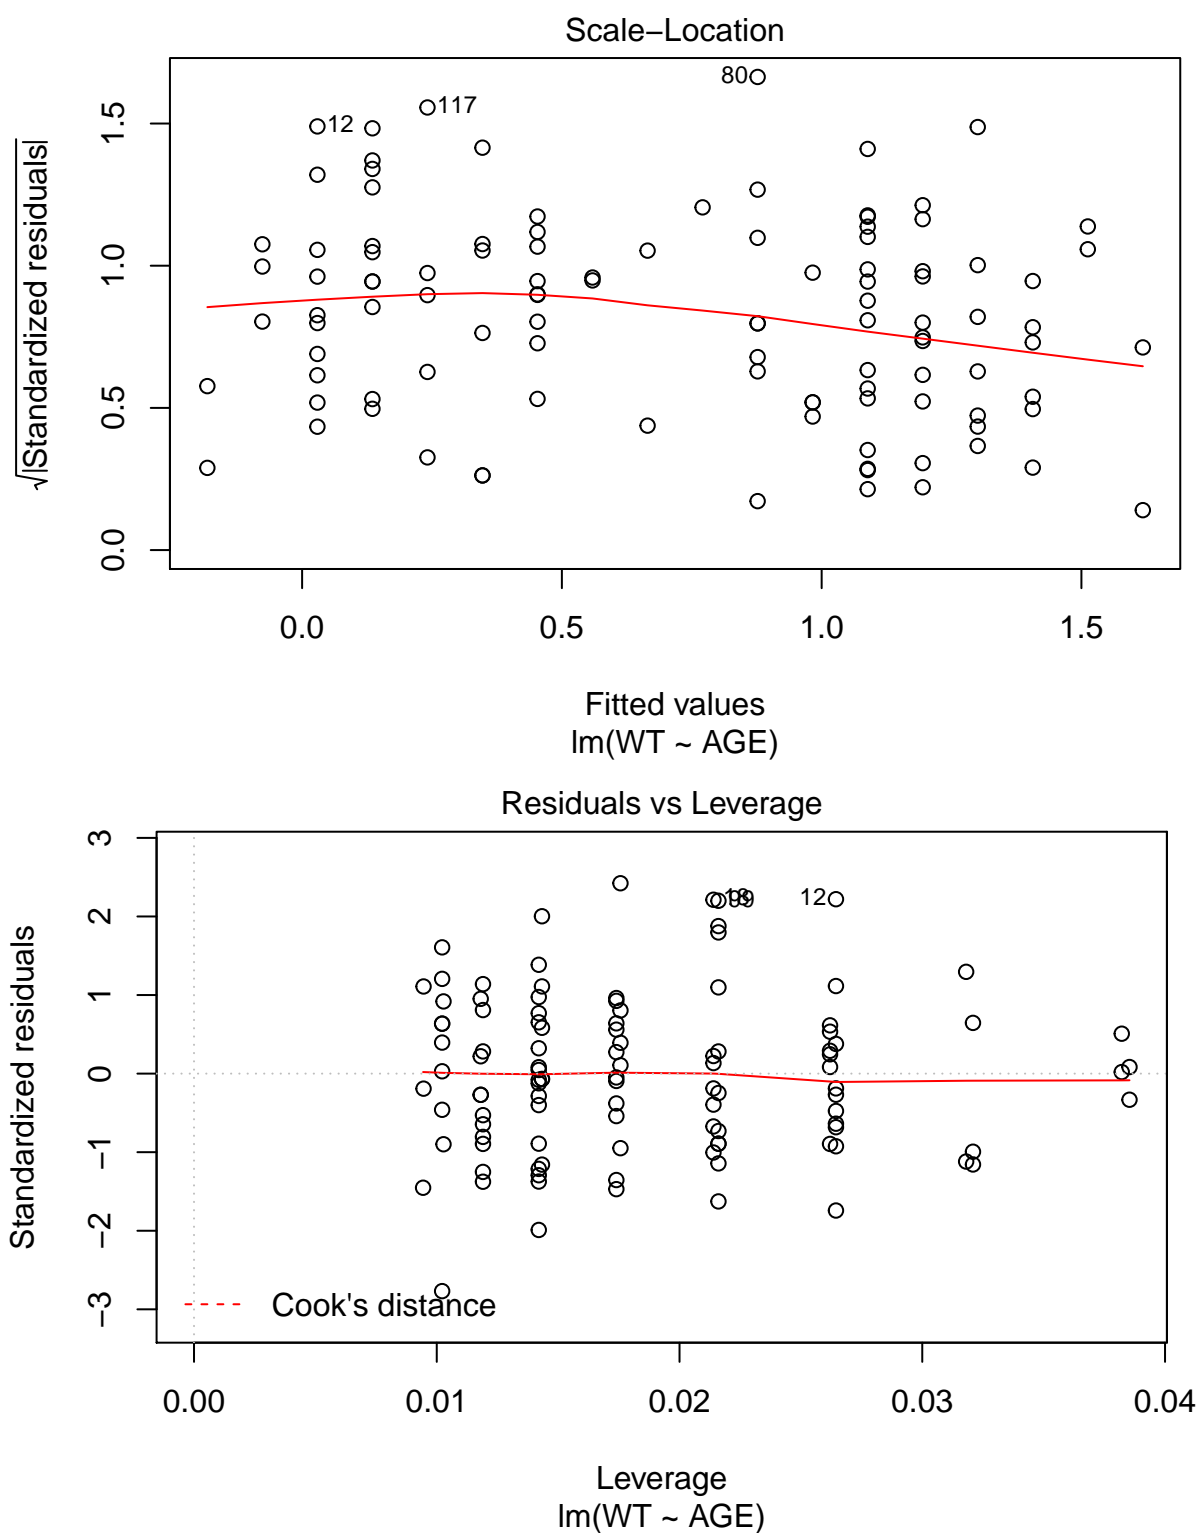 Scale−Location
80
117
12
√|Standardized residuals|
1.5
1.0
0.5
0.0
0.0 0.5 1.0 1.5
Fitted values
lm(WT ~ AGE)
Residuals vs Leverage
3
2
1
0
−1
−2
−3
12
Standardized residuals
Cook's distance
0.00 0.01 0.02 0.03 0.04
Leverage
lm(WT ~ AGE)